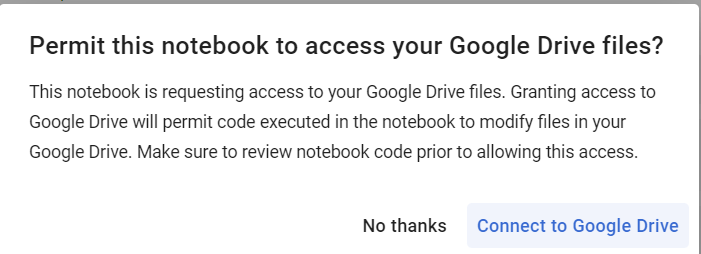 Permit this notebook to access your Google Drive files?
This notebook is requesting access to your Google Drive files. Granting access to
Google Drive will permit code executed in the notebook to modify files in your
Google Drive. Make sure to review notebook code prior to allowing this access.
No thanks Connect to Google Drive